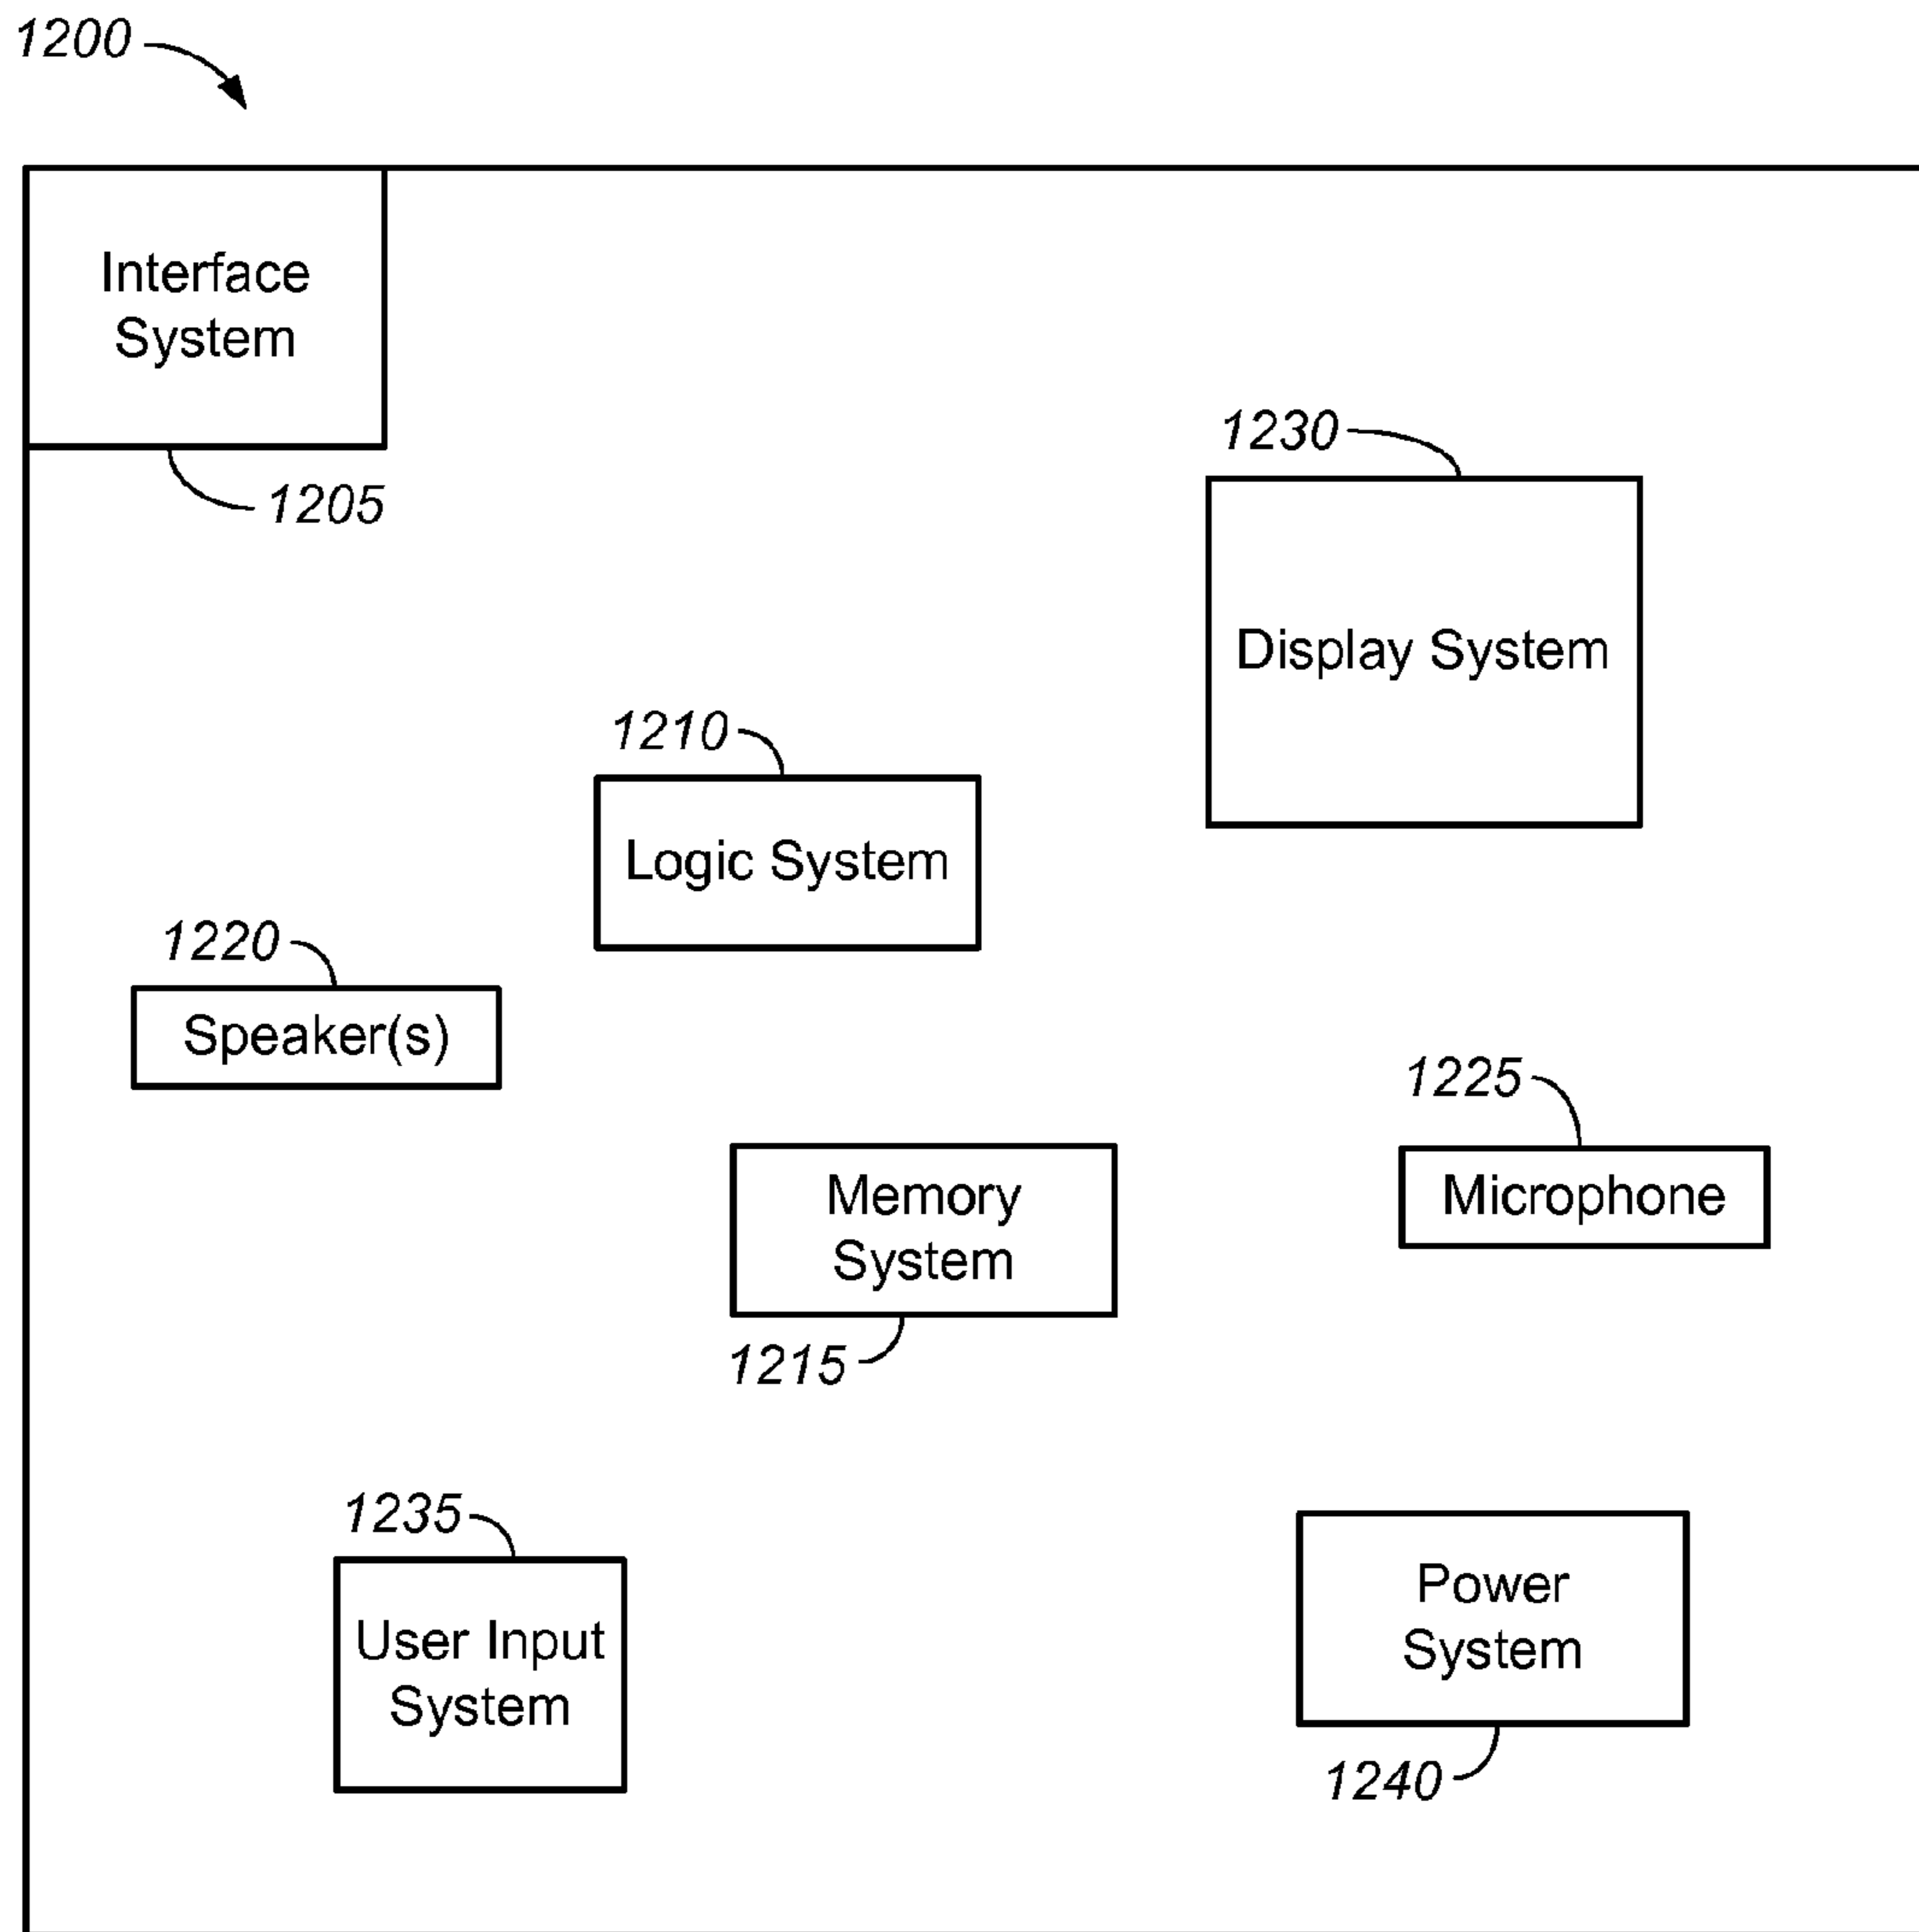 1200
Interface
System
1205
1230
Display System
1210
Logic System
1220
Speaker(s)
1225
Microphone
Memory
System
1215
1235
User Input
System
Power
System
1240